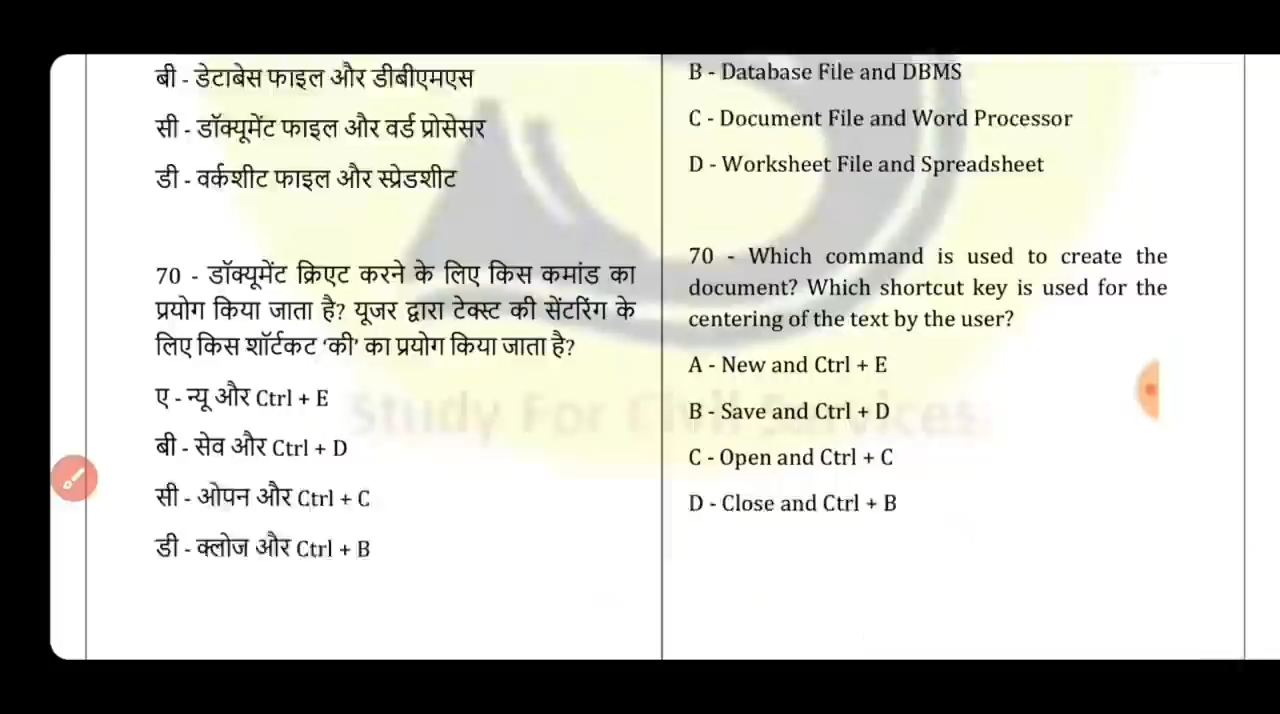 बी - डेटाबेस फाइल और डीबीएमएस
सी - डॉक्यूमेंट फाइल और वर्ड प्रोसेसर
डी - वर्कशीट फाइल और स्प्रेडशीट
70 - डॉक्यूमेंट क्रिएट करने के लिए किस कमांड का
प्रयोग किया जाता है? यूजर द्वारा टेक्स्ट की सेंटरिंग के
लिए किस शॉर्टकट ‘की’ का प्रयोग किया जाता है?
ए - न्यू और Ctrl + E
बी - सेव और Ctrl + D
सी - ओपन और Ctrl + C
डी - क्लोज और Ctrl + B
B - Database File and DBMS
C - Document File and Word Processor
D - Worksheet File and Spreadsheet
70 - Which command is used to create the
document? Which shortcut key is used for the
centering of the text by the user?
A - New and Ctrl + E
B - Save and Ctrl + D
C - Open and Ctrl + C
D - Close and Ctrl + B
Study For Civil Services